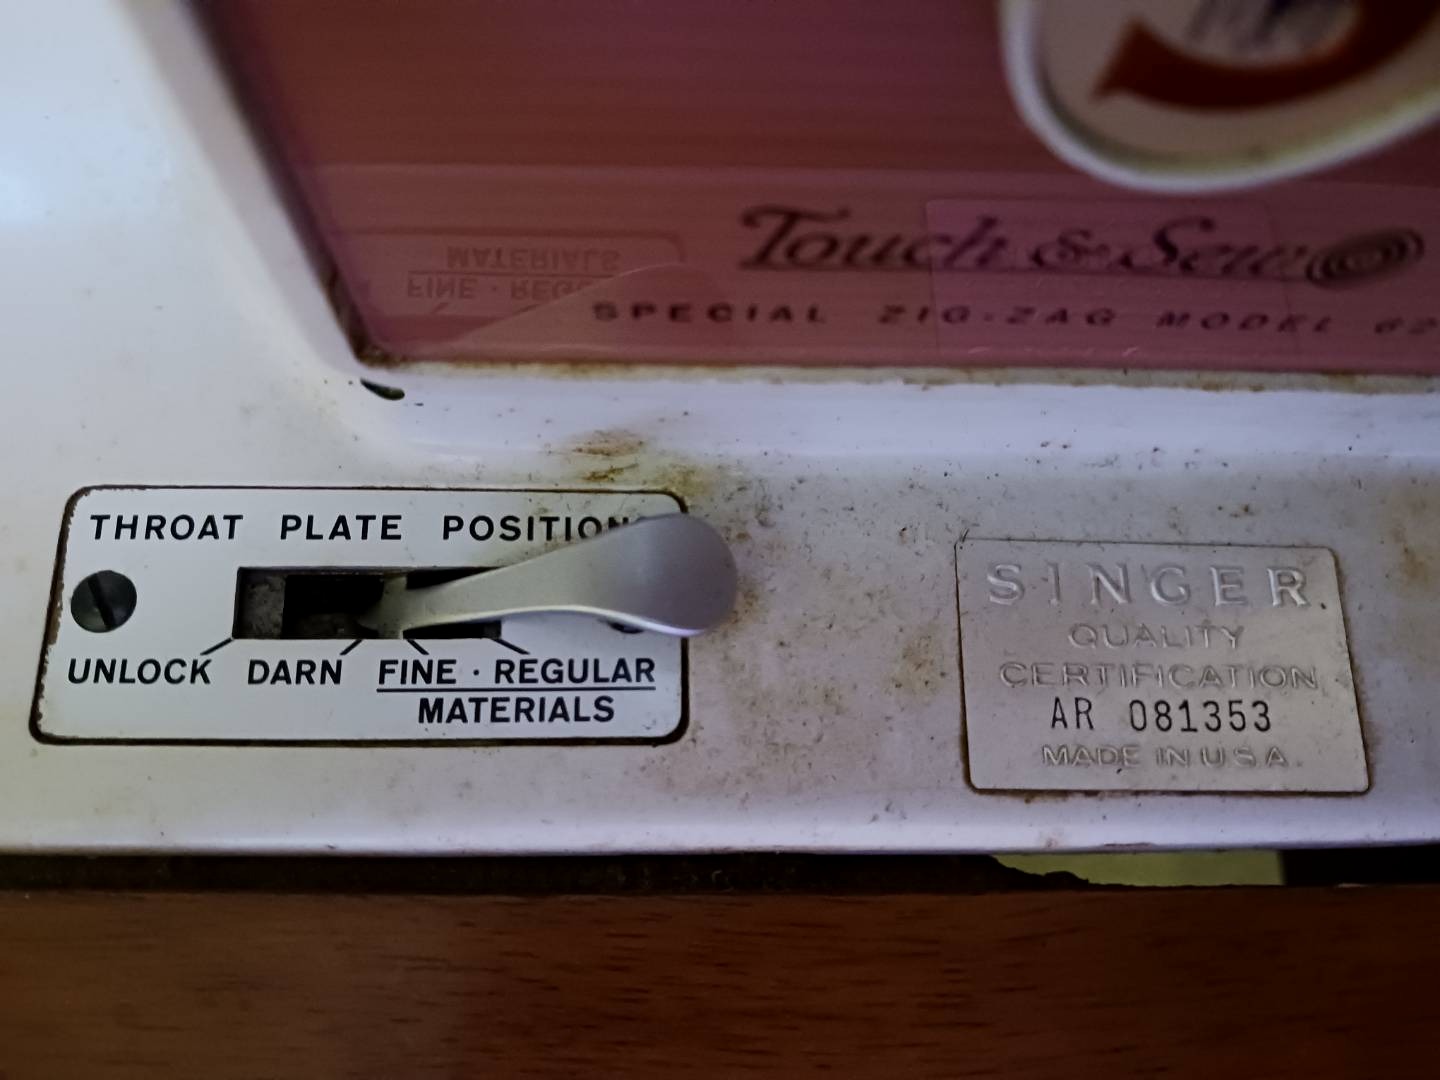 Touch & Sew
SPECIAL ZIG-ZAG MODEL 62
THROAT PLATE POSITION
UNLOCK DARN FINE · REGULAR
MATERIALS
SINGER
QUALITY
CERTIFICATION
AR 081353
MADE IN U.S.A.